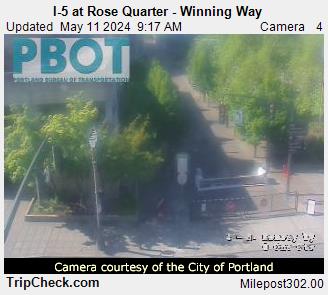 I-5 at Rose Quarter - Winning Way
Updated May 11 2024 9:17 AM Camera 4
PBOT
PORTLAND BUREAU OF TRANSPORTATION
Camera courtesy of the City of Portland
TripCheck.com Milepost302.00